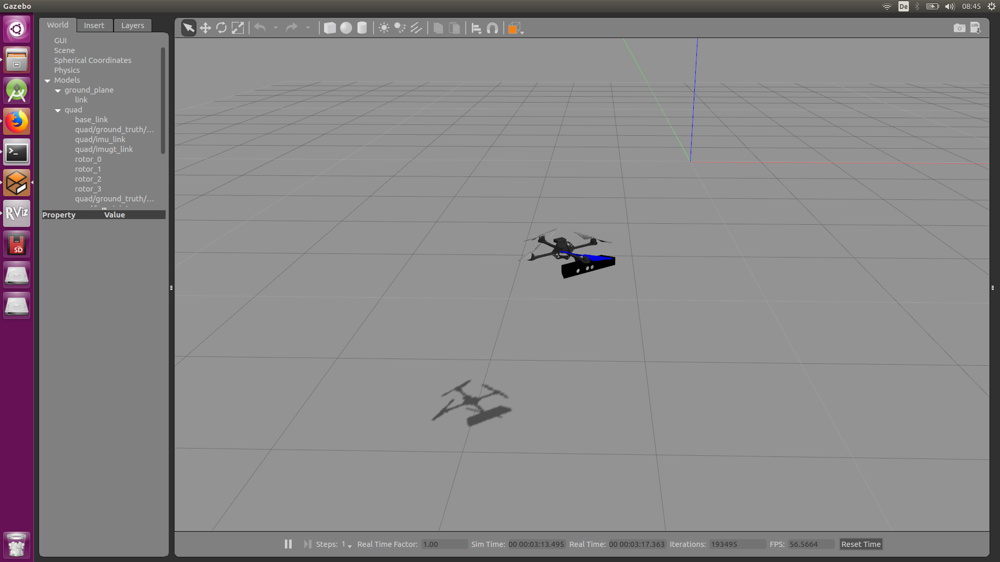 Gazebo
De
08:45
World Insert Layers
LOG
GUI
Scene
Spherical Coordinates
Physics
Models
ground_plane
link
quad
base_link
quad/ground_truth/...
quad/imu_link
quad/imugt_link
rotor_0
rotor_1
rotor_2
rotor_3
quad/ground_truth/...
Property Value
>_
RViz
SD
Steps: 1 Real Time Factor: 1.00 Sim Time: 00 00:03:13.495 Real Time: 00 00:03:17.363 Iterations: 193495 FPS: 56.5664 Reset Time